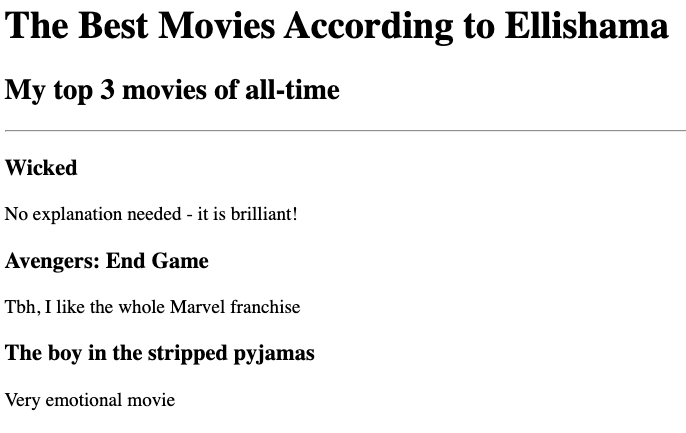 The Best Movies According to Ellishama
My top 3 movies of all-time
Wicked
No explanation needed - it is brilliant!
Avengers: End Game
Tbh, I like the whole Marvel franchise
The boy in the stripped pyjamas
Very emotional movie